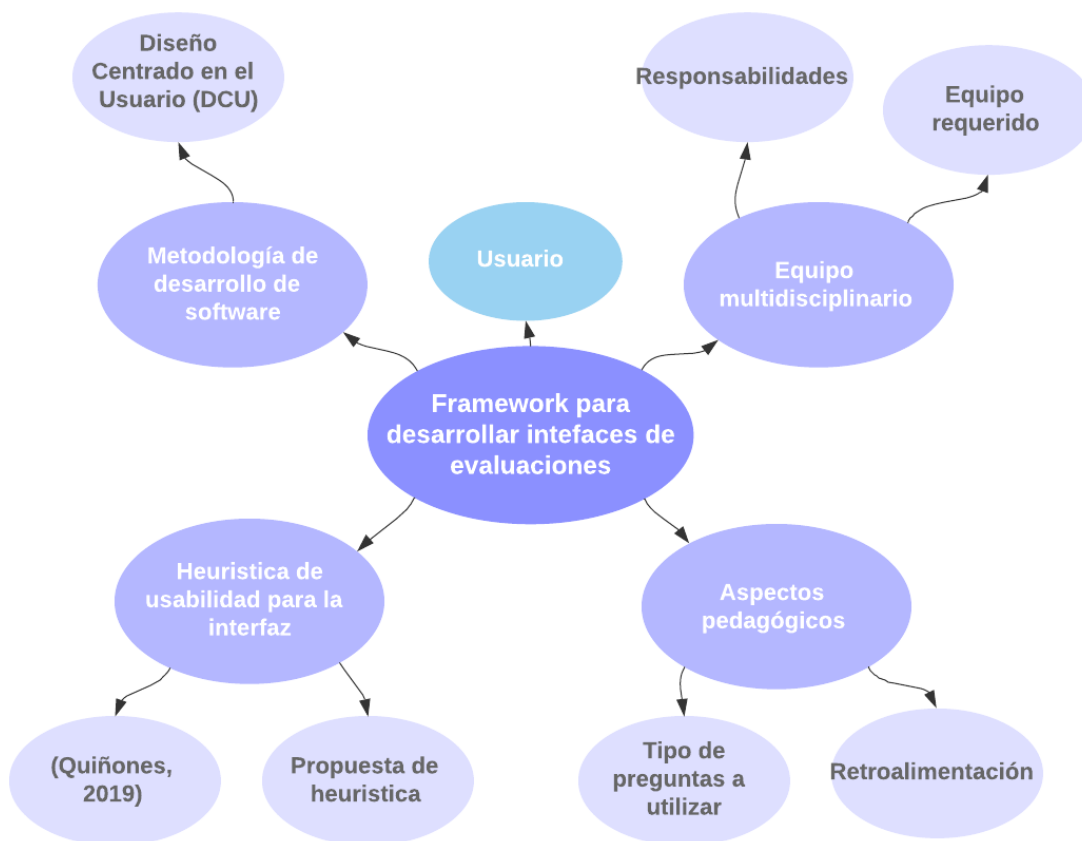 Diseño
Centrado en el
Usuario (DCU)
Responsabilidades
Equipo
requerido
Metodología de
desarrollo de
software
Usuario
Equipo
multidisciplinario
Framework para
desarrollar intefaces de
evaluaciones
Heuristica de
usabilidad para la
interfaz
Aspectos
pedagógicos
(Quiñones,
2019)
Propuesta de
heuristica
Tipo de
preguntas a
utilizar
Retroalimentación